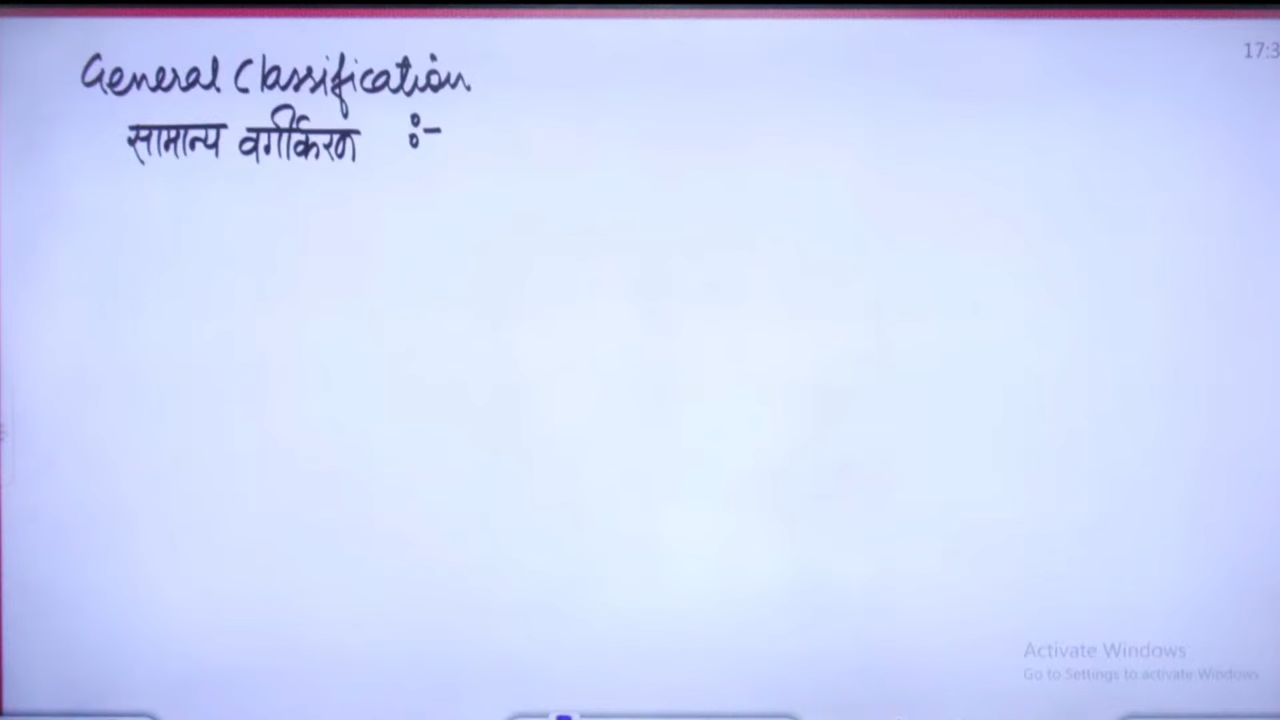 17:3
General Classification
सामान्य वर्गीकरण :-
Activate Windows
Go to Settings to activate Windows.